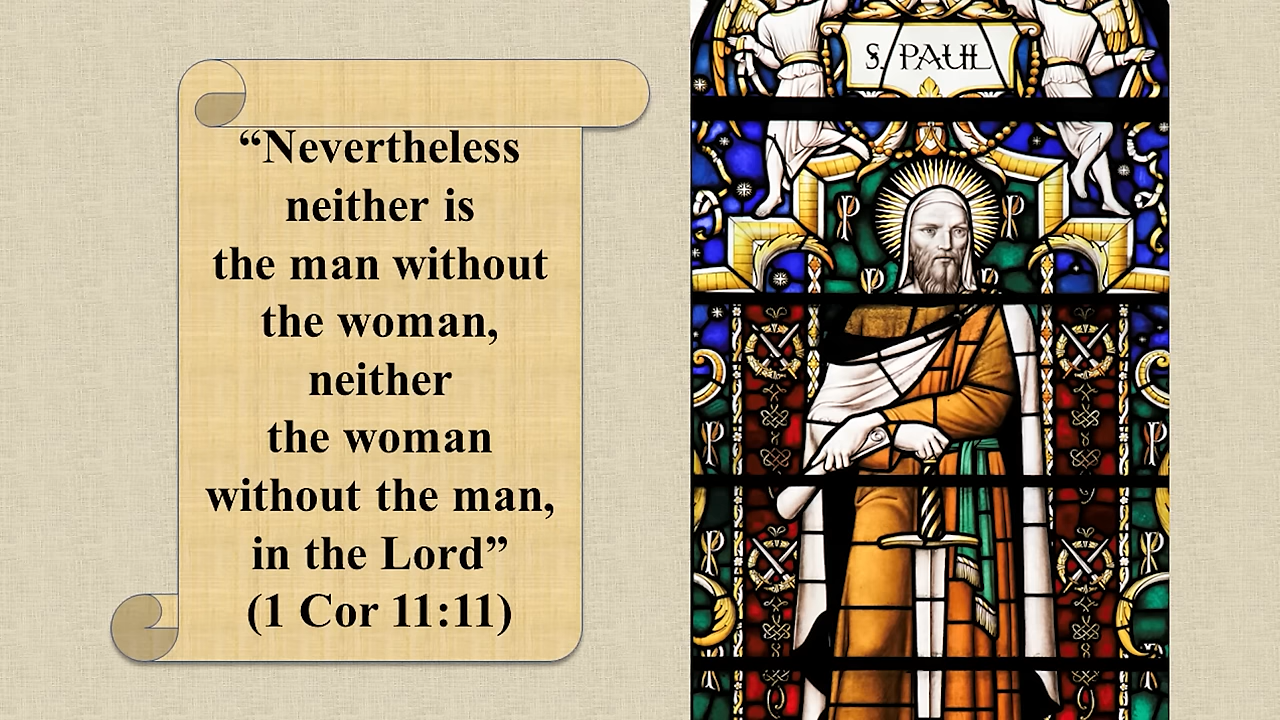 “Nevertheless
neither is
the man without
the woman,
neither
the woman
without the man,
in the Lord”
(1 Cor 11:11)
S. PAUL